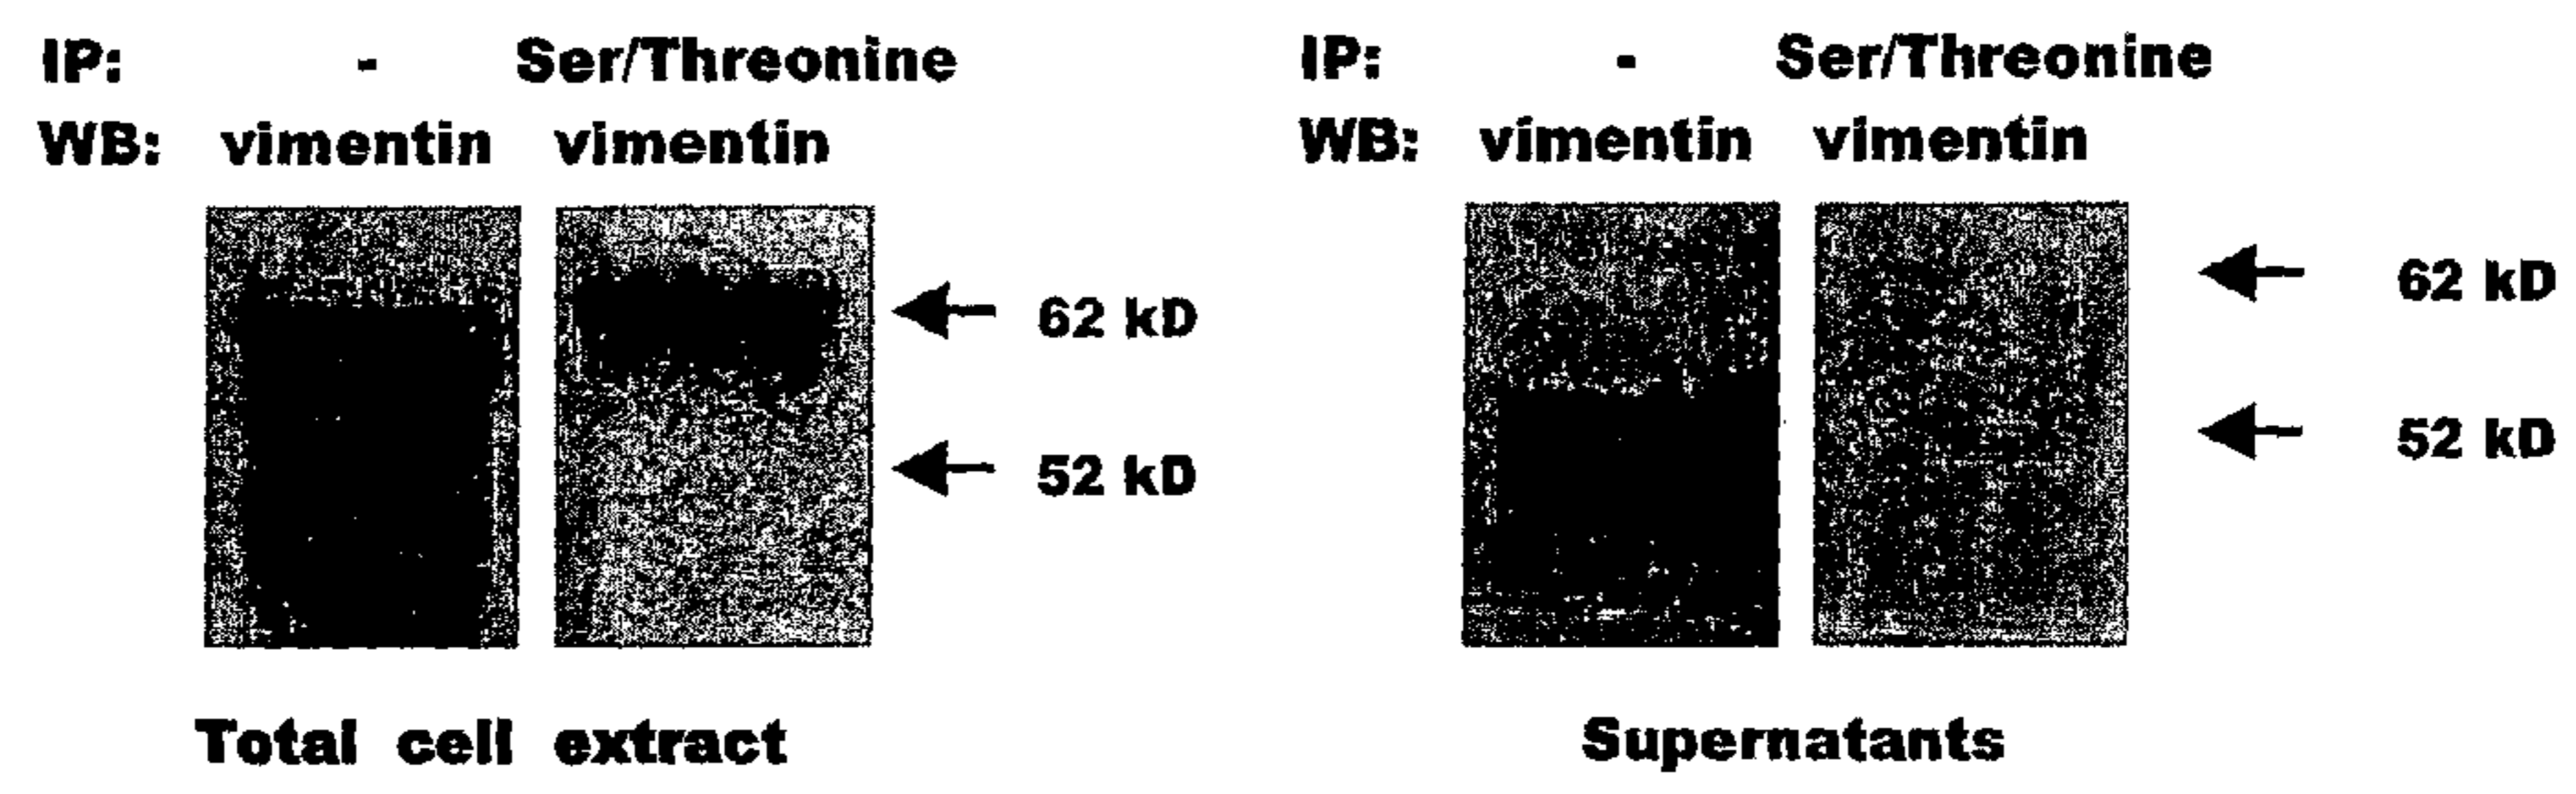 IP: - Ser/Threonine
WB: vimentin vimentin
62 kD
52 kD
Total cell extract
IP: - Ser/Threonine
WB: vimentin vimentin
62 kD
52 kD
Supernatants